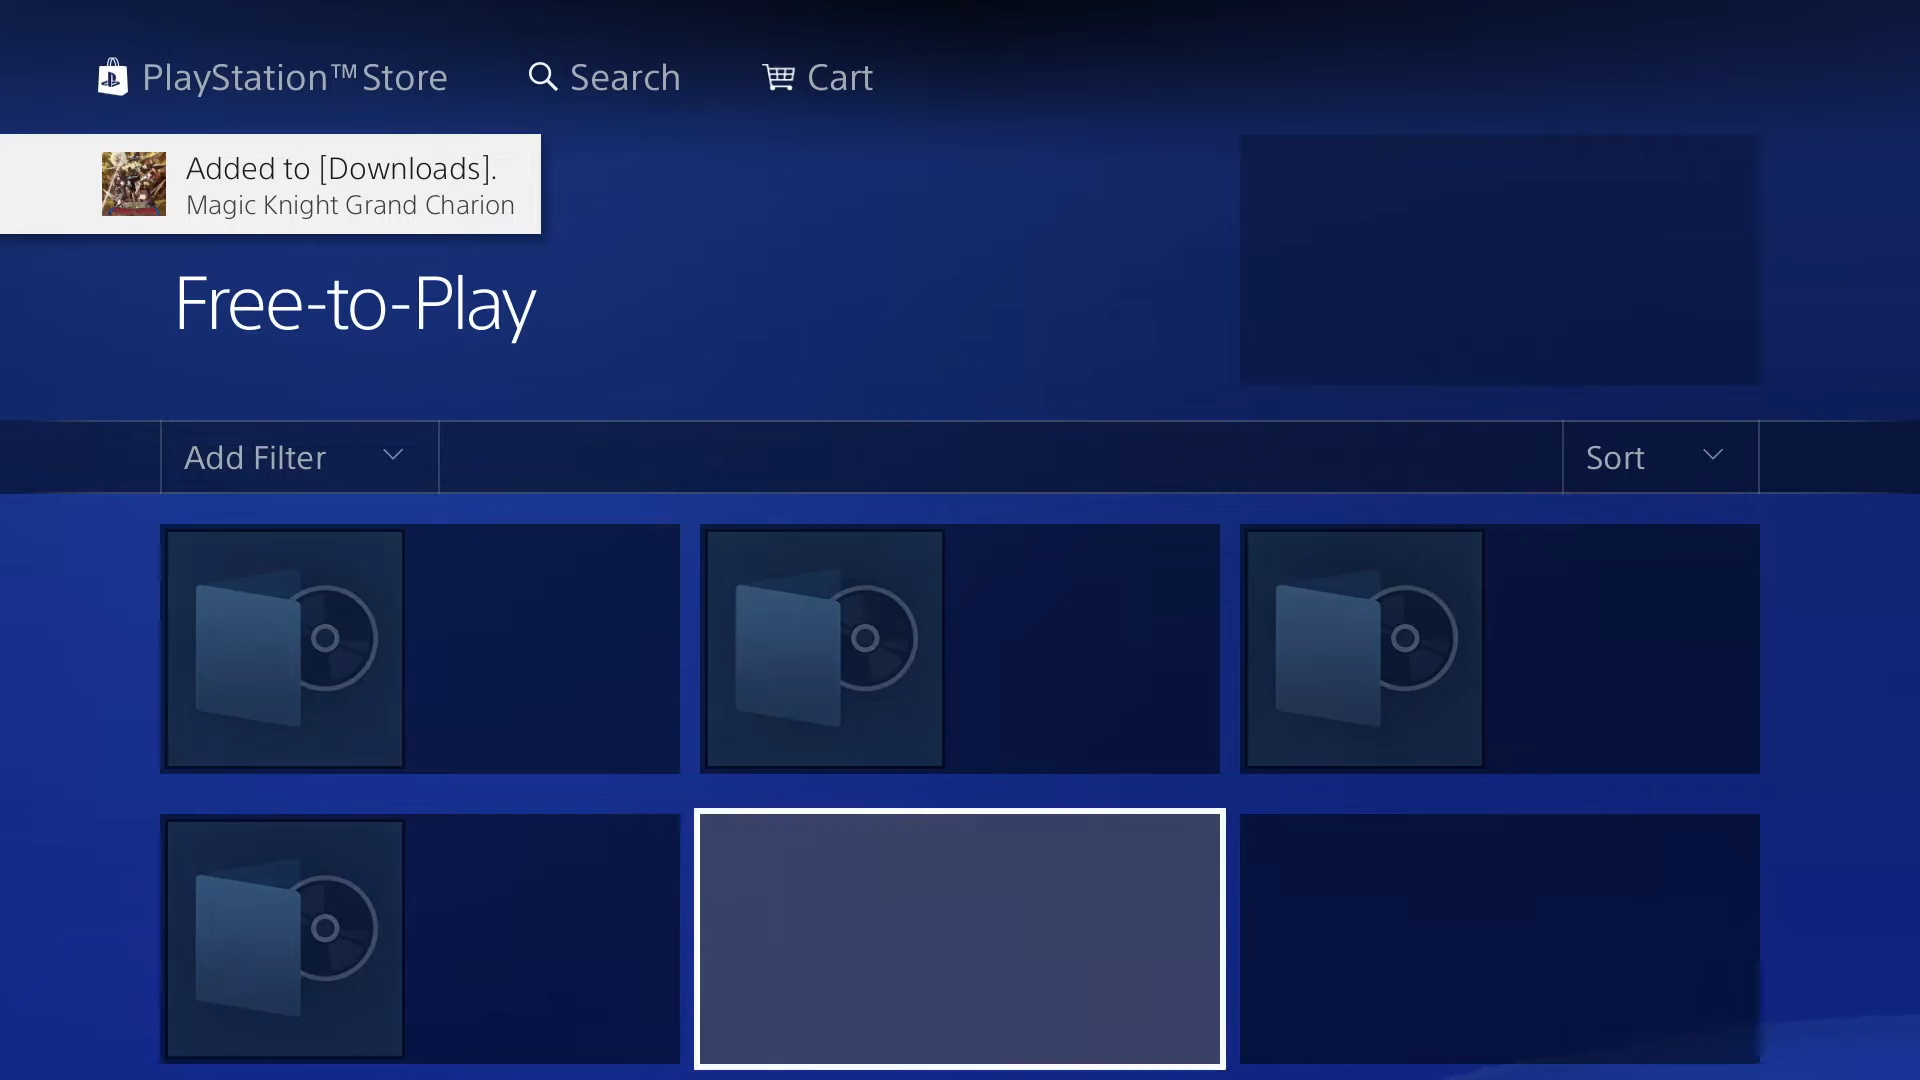 PlayStation™Store
Search
Cart
Added to [Downloads].
Magic Knight Grand Charion
Free-to-Play
Add Filter
Sort